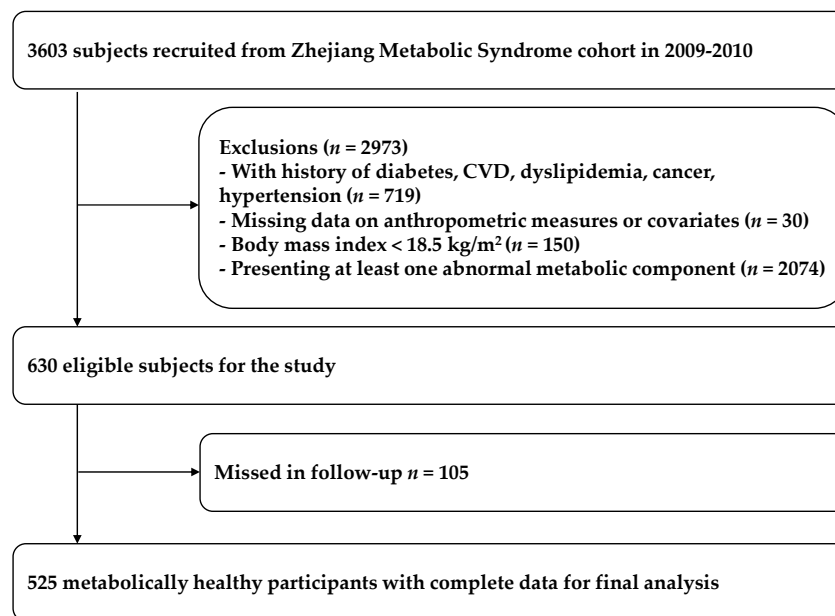 3603 subjects recruited from Zhejiang Metabolic Syndrome cohort in 2009-2010
Exclusions (n = 2973)
- With history of diabetes, CVD, dyslipidemia, cancer,
hypertension (n = 719)
- Missing data on anthropometric measures or covariates (n = 30)
- Body mass index < 18.5 kg/m² (n = 150)
- Presenting at least one abnormal metabolic component (n = 2074)
630 eligible subjects for the study
Missed in follow-up n = 105
525 metabolically healthy participants with complete data for final analysis